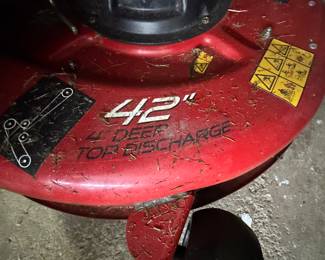 42"
4" DEEP
TOP DISCHARGE